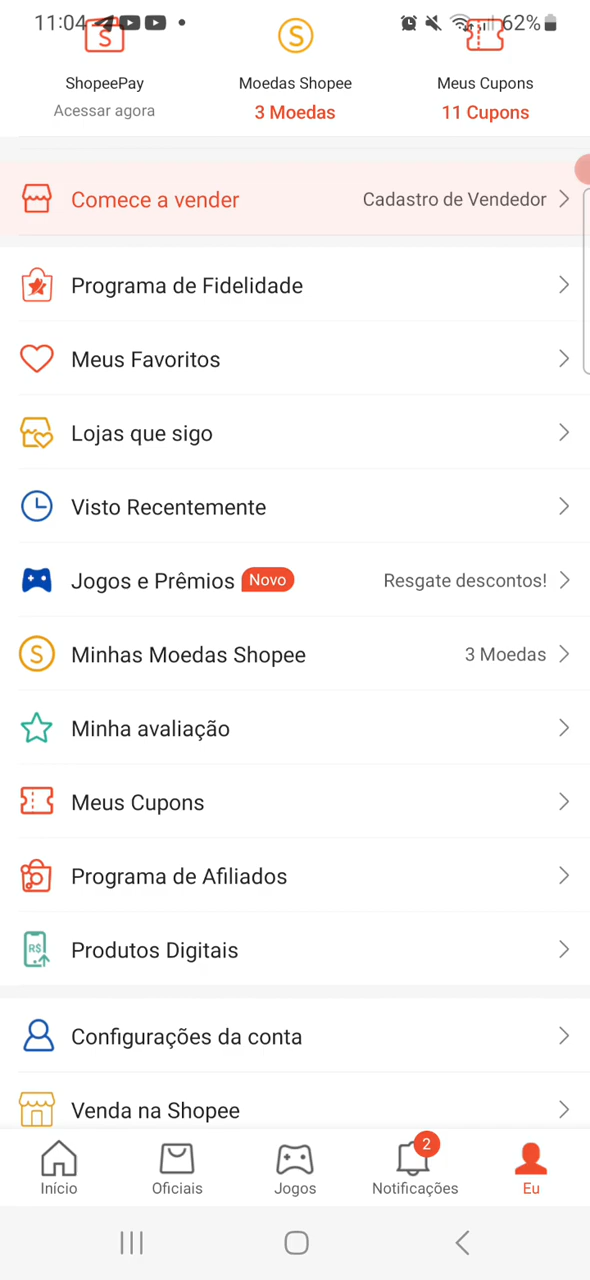 11:04 62%
S S
ShopeePay Moedas Shopee Meus Cupons
Acessar agora 3 Moedas 11 Cupons
Comece a vender Cadastro de Vendedor
Programa de Fidelidade
Meus Favoritos
Lojas que sigo
Visto Recentemente
Jogos e Prêmios Novo Resgate descontos!
S Minhas Moedas Shopee 3 Moedas
Minha avaliação
Meus Cupons
Programa de Afiliados
R$ Produtos Digitais
Configurações da conta
Venda na Shopee
2
Início Oficiais Jogos Notificações Eu